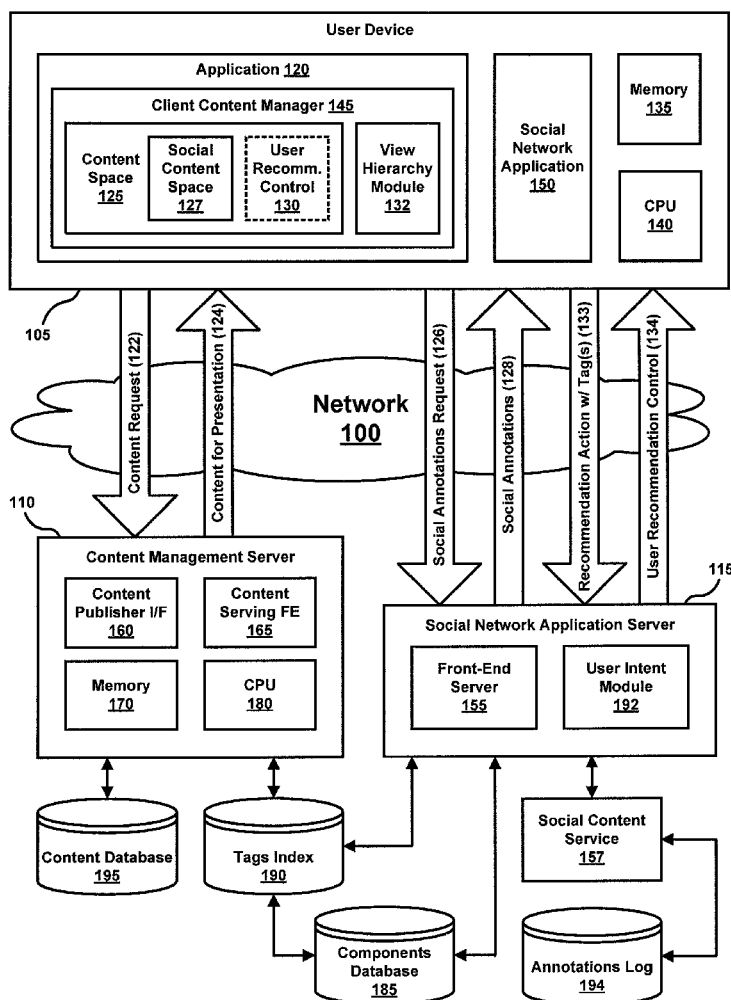 User Device
Application 120
Client Content Manager 145
Content
Space
125
Social
Content
Space
127
User
Recomm.
Control
130
View
Hierarchy
Module
132
Social
Network
Application
150
Memory
135
CPU
140
105
Content Request (122)
Content for Presentation (124)
Social Annotations Request (126)
Social Annotations (128)
Recommendation Action w/ Tag(s) (133)
User Recommendation Control (134)
Network
100
110
Content Management Server
Content
Publisher I/F
160
Content
Serving FE
165
Memory
170
CPU
180
115
Social Network Application Server
Front-End
Server
155
User Intent
Module
192
Content Database
195
Tags Index
190
Social Content
Service
157
Components
Database
185
Annotations Log
194